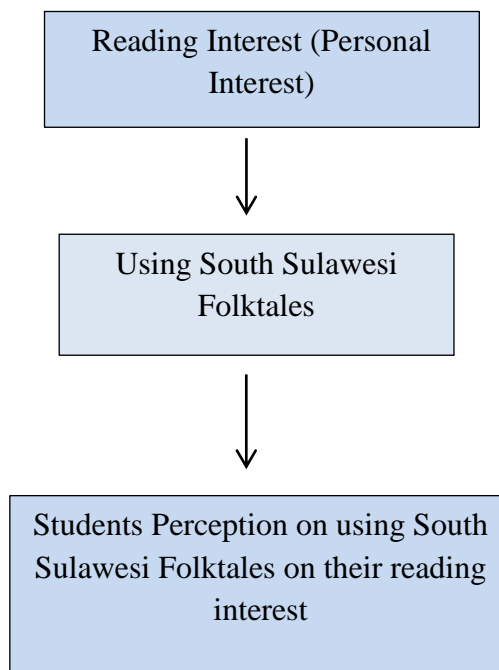 Reading Interest (Personal
Interest)
Using South Sulawesi
Folktales
Students Perception on using South
Sulawesi Folktales on their reading
interest